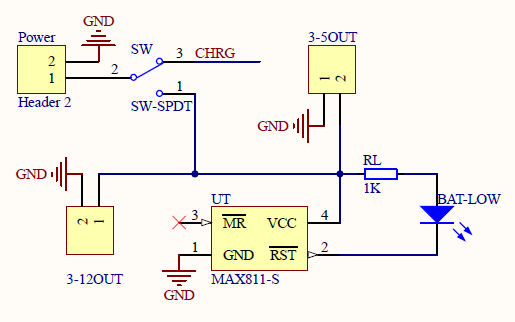 GND
Power
SW
3 CHRG
3-5OUT
2
1
2
1
2
1
Header 2
SW-SPDT
GND
GND
RL
1K
BAT-LOW
2
1
UT
3
MR
VCC
4
1
GND
RST
2
3-12OUT
MAX811-S
GND